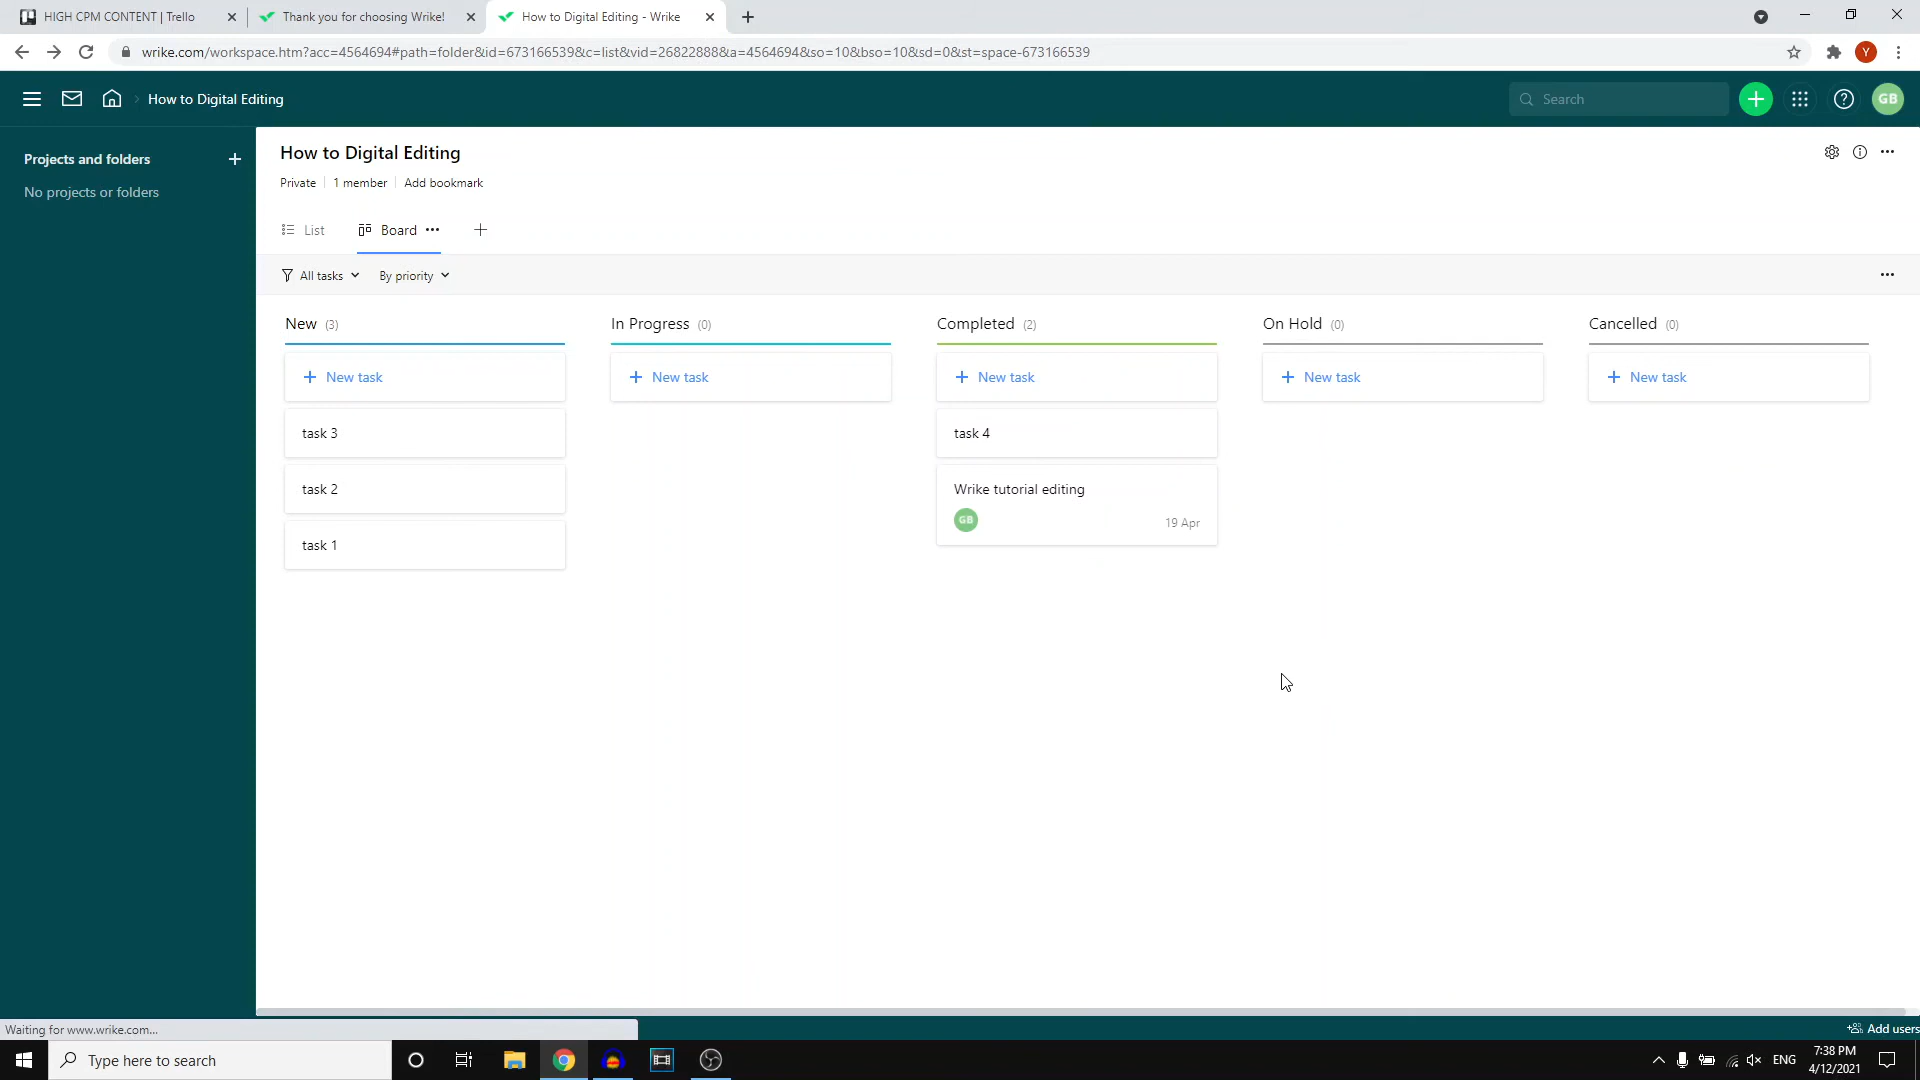 HIGH CPM CONTENT | Trello
Thank you for choosing Wrike!
How to Digital Editing - Wrike
wrike.com/workspace.htm?acc=4564694#path=folder&id=673166539&c=list&vid=26822888&a=4564694&so=10&bso=10&sd=0&st=space-673166539
Y
How to Digital Editing
Search
GB
Projects and folders
No projects or folders
How to Digital Editing
Private
1 member
Add bookmark
List
Board
All tasks
By priority
New (3)
In Progress (0)
Completed (2)
On Hold (0)
Cancelled (0)
New task
New task
New task
New task
New task
task 3
task 4
task 2
Wrike tutorial editing
GB
19 Apr
task 1
Waiting for www.wrike.com...
Add users
Type here to search
ENG
7:38 PM
4/12/2021